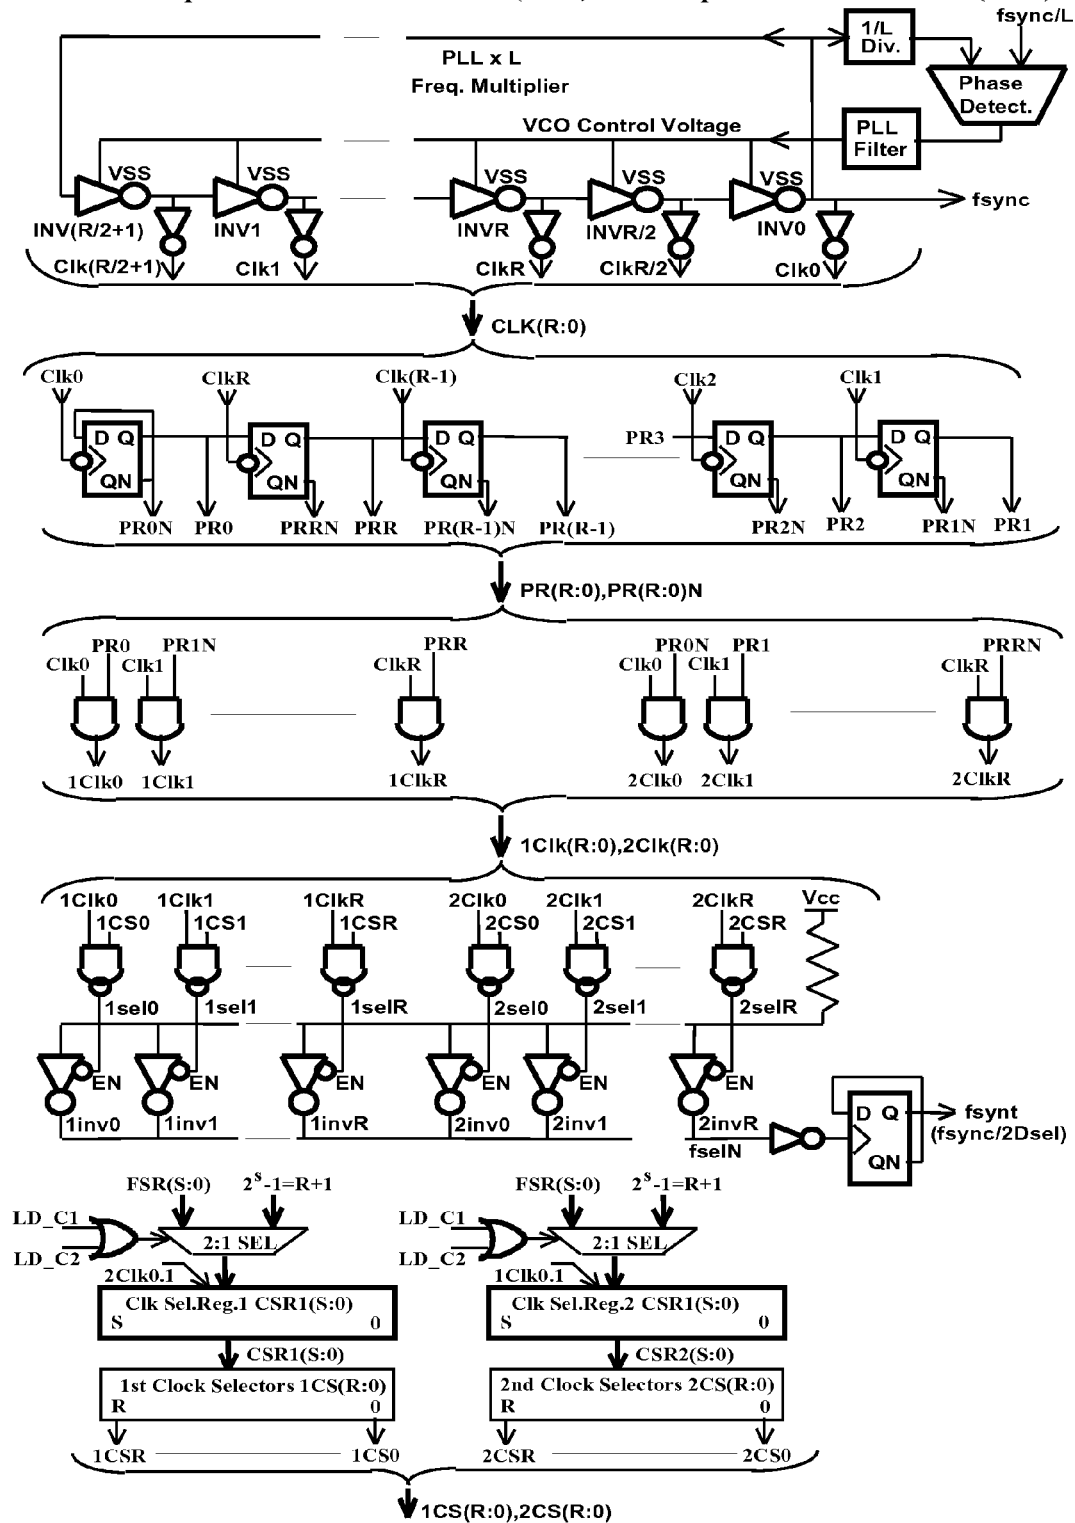 fsync/L
1/L
Div.
PLL x L
Freq. Multiplier
Phase
Detect.
VCO Control Voltage
PLL
Filter
VSS VSS VSS VSS VSS
fsync
INV(R/2+1) INV1 INVR INVR/2 INV0
Clk(R/2+1) Clk1 ClkR ClkR/2 Clk0
CLK(R:0)
Clk0 ClkR Clk(R-1) Clk2 Clk1
D Q D Q D Q PR3 D Q D Q
QN QN QN QN QN
PR0N PR0 PRRN PRR PR(R-1)N PR(R-1) PR2N PR2 PR1N PR1
PR(R:0),PR(R:0)N
PR0 PR1N PRR PR0N PR1 PRRN
Clk0 Clk1 ClkR Clk0 Clk1 ClkR
1Clk0 1Clk1 1ClkR 2Clk0 2Clk1 2ClkR
1Clk(R:0),2Clk(R:0)
1Clk0 1Clk1 1ClkR 2Clk0 2Clk1 2ClkR Vcc
1CS0 1CS1 1CSR 2CS0 2CS1 2CSR
1sel0 1sel1 1selR 2sel0 2sel1 2selR
EN EN EN EN EN EN
1inv0 1inv1 1invR 2inv0 2inv1 2invR
D Q fsynt
(fsync/2Dsel)
fselN
QN
FSR(S:0) 2^s-1=R+1 FSR(S:0) 2^s-1=R+1
LD_C1 LD_C1
2:1 SEL 2:1 SEL
LD_C2 LD_C2
2Clk0.1 1Clk0.1
Clk Sel.Reg.1 CSR1(S:0) Clk Sel.Reg.2 CSR1(S:0)
S 0 S 0
CSR1(S:0) CSR2(S:0)
1st Clock Selectors 1CS(R:0) 2nd Clock Selectors 2CS(R:0)
R 0 R 0
1CSR 1CS0 2CSR 2CS0
1CS(R:0),2CS(R:0)